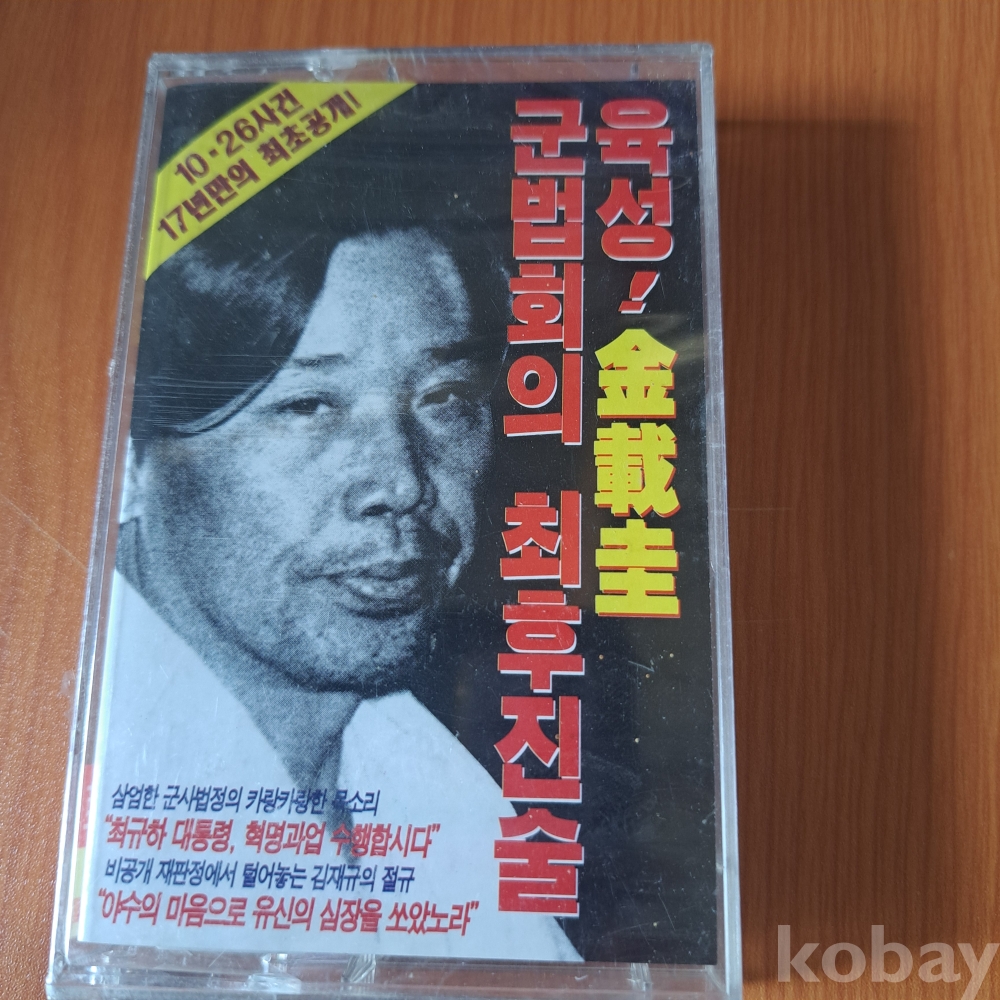 10·26사건
17년만의 최초공개!
육성! 金載圭
군법회의 최후진술
삼엄한 군사법정의 카랑카랑한 목소리
“최규하 대통령, 혁명과업 수행합시다”
비공개 재판정에서 털어놓는 김재규의 절규
“야수의 마음으로 유신의 심장을 쏘았노라”
kobay